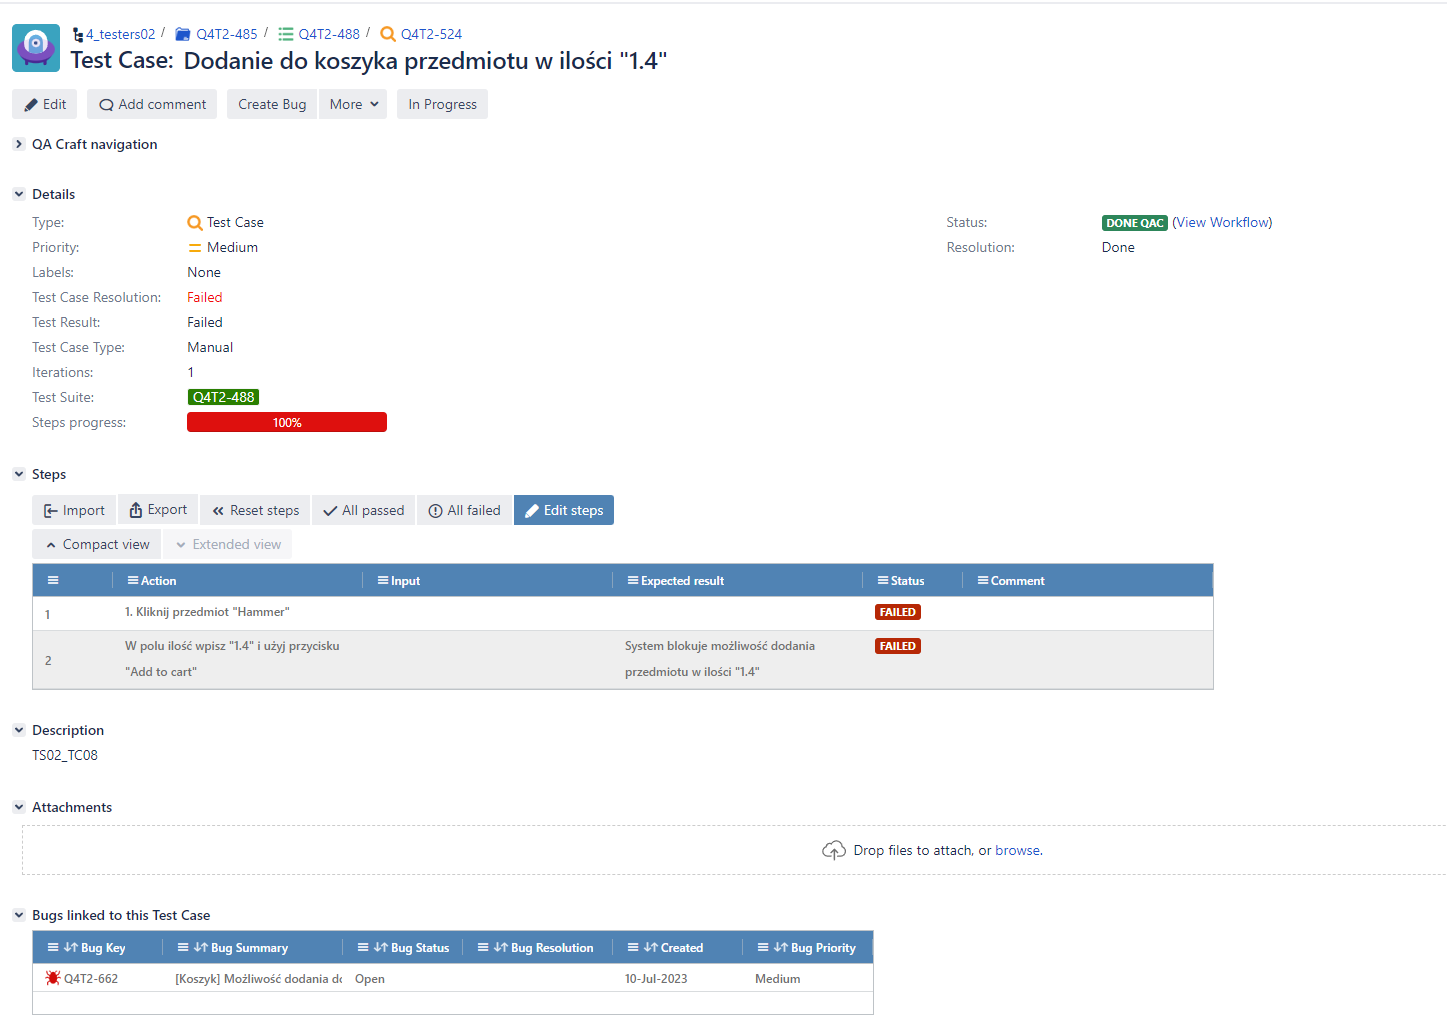 4_testers02 / Q4T2-485 / Q4T2-488 / Q4T2-524
Test Case: Dodanie do koszyka przedmiotu w ilości "1.4"
Edit Add comment Create Bug More In Progress
QA Craft navigation
Details
Type: Test Case Status: DONE QAC (View Workflow)
Priority: Medium Resolution: Done
Labels: None
Test Case Resolution: Failed
Test Result: Failed
Test Case Type: Manual
Iterations: 1
Test Suite: Q4T2-488
Steps progress: 100%
Steps
Import Export Reset steps All passed All failed Edit steps
Compact view Extended view
Action Input Expected result Status Comment
1 1. Kliknij przedmiot "Hammer" FAILED
2 W polu ilość wpisz "1.4" i użyj przycisku System blokuje możliwość dodania FAILED
"Add to cart" przedmiotu w ilości "1.4"
Description
TS02_TC08
Attachments
Drop files to attach, or browse.
Bugs linked to this Test Case
Bug Key Bug Summary Bug Status Bug Resolution Created Bug Priority
Q4T2-662 [Koszyk] Możliwość dodania do Open 10-Jul-2023 Medium